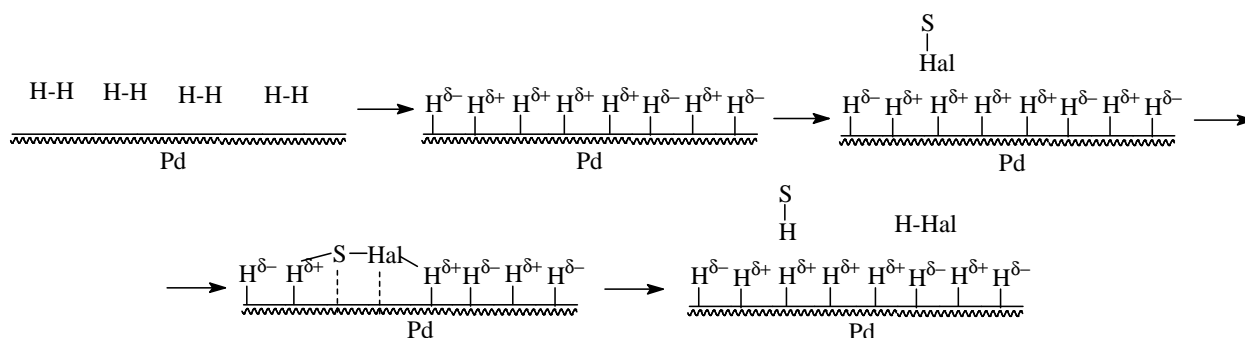 S
Hal
H-H H-H H-H H-H
Hδ− Hδ+ Hδ+ Hδ+ Hδ+ Hδ− Hδ+ Hδ−
Hδ− Hδ+ Hδ+ Hδ+ Hδ+ Hδ− Hδ+ Hδ−
Pd Pd Pd
S
H
H-Hal
S Hal
Hδ− Hδ+ Hδ+ Hδ− Hδ+ Hδ−
Hδ− Hδ+ Hδ+ Hδ+ Hδ+ Hδ− Hδ+ Hδ−
Pd Pd